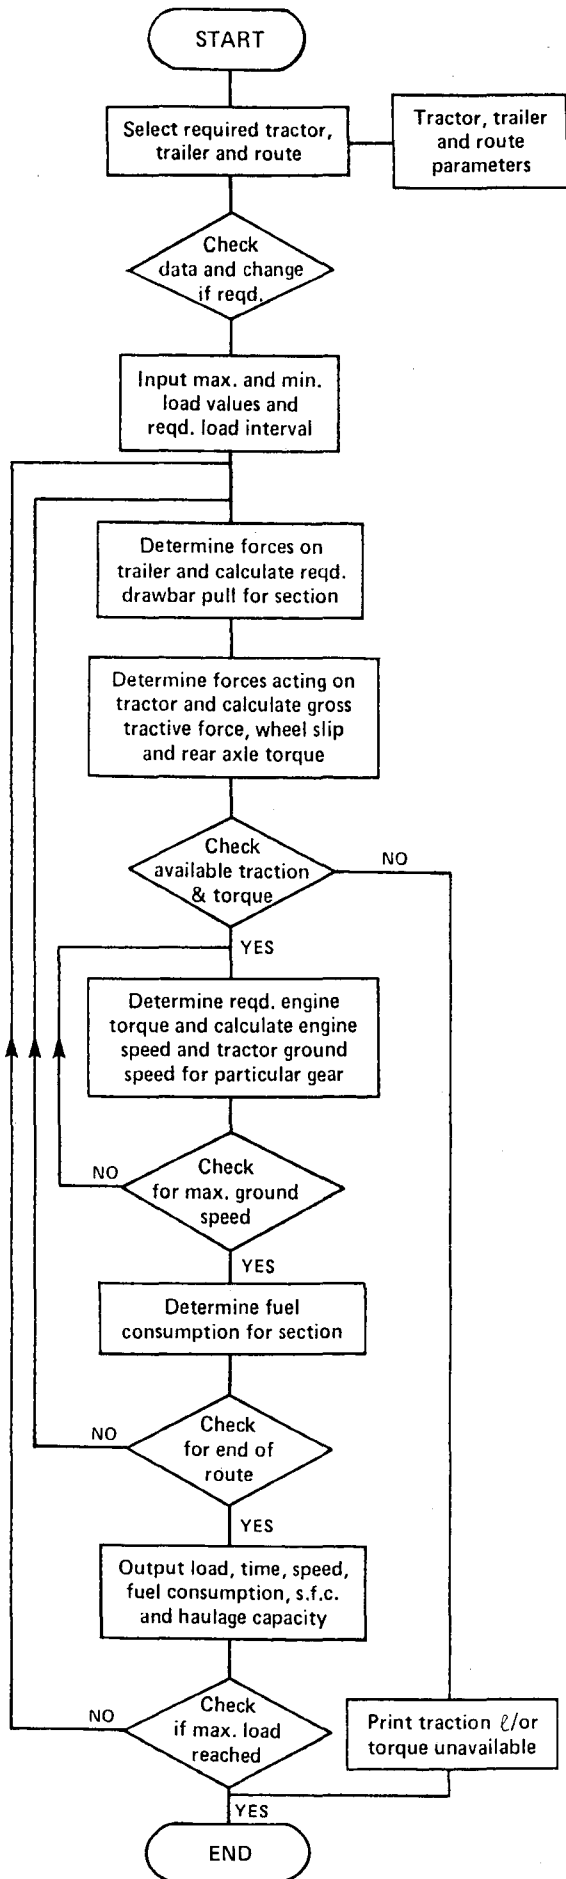 START
Select required tractor,
trailer and route
Tractor, trailer
and route
parameters
Check
data and change
if reqd.
Input max. and min.
load values and
reqd. load interval
Determine forces on
trailer and calculate reqd.
drawbar pull for section
Determine forces acting on
tractor and calculate gross
tractive force, wheel slip
and rear axle torque
Check
available traction
& torque
NO
YES
Determine reqd. engine
torque and calculate engine
speed and tractor ground
speed for particular gear
NO
Check
for max. ground
speed
YES
Determine fuel
consumption for section
NO
Check
for end of
route
YES
Output load, time, speed,
fuel consumption, s.f.c.
and haulage capacity
NO
Check
if max. load
reached
Print traction ℓ/or
torque unavailable
YES
END